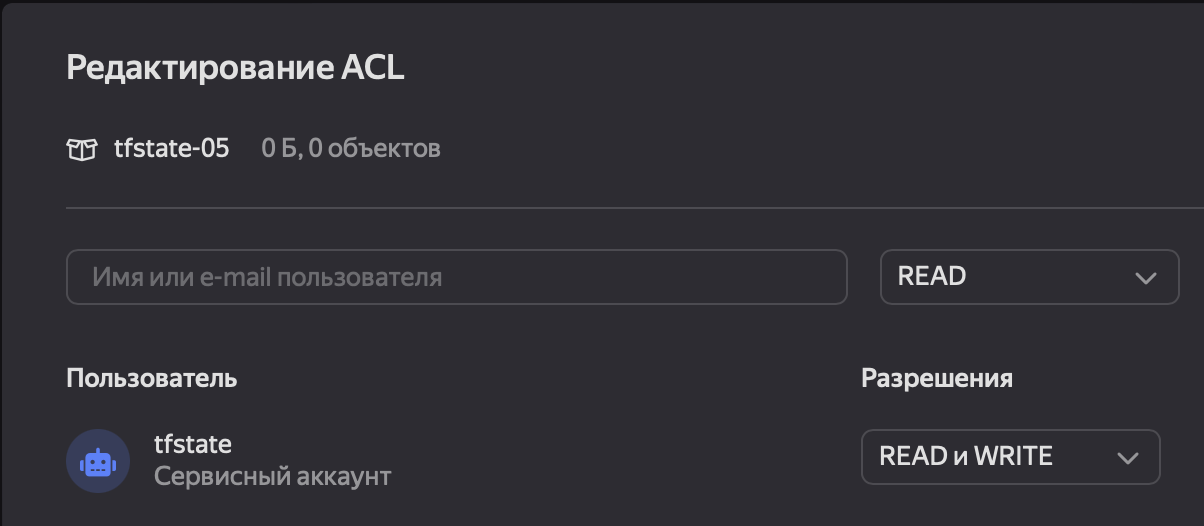 Редактирование ACL
tfstate-05 0 Б, 0 объектов
Имя или e-mail пользователя READ
Пользователь Разрешения
tfstate
Сервисный аккаунт
READ и WRITE